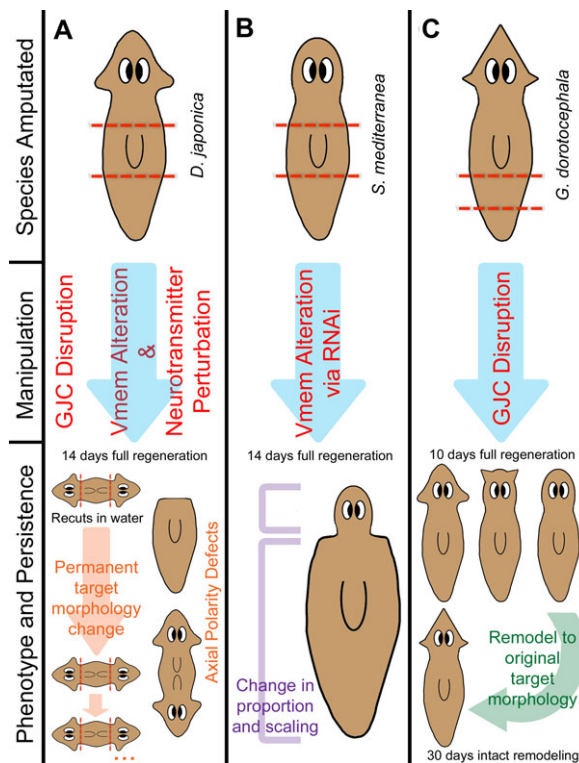 A
B
C
Species Amputated
D. japonica
S. mediterranea
G. dorotocephala
Manipulation
GJC Disruption
Vmem Alteration
&
Neurotransmitter
Perturbation
Vmem Alteration
via RNAi
GJC Disruption
Phenotype and Persistence
14 days full regeneration
Recuts in water
Permanent
target
morphology
change
Axial Polarity Defects
...
14 days full regeneration
Change in
proportion and
scaling
10 days full regeneration
Remodel to
original
target
morphology
30 days intact remodeling